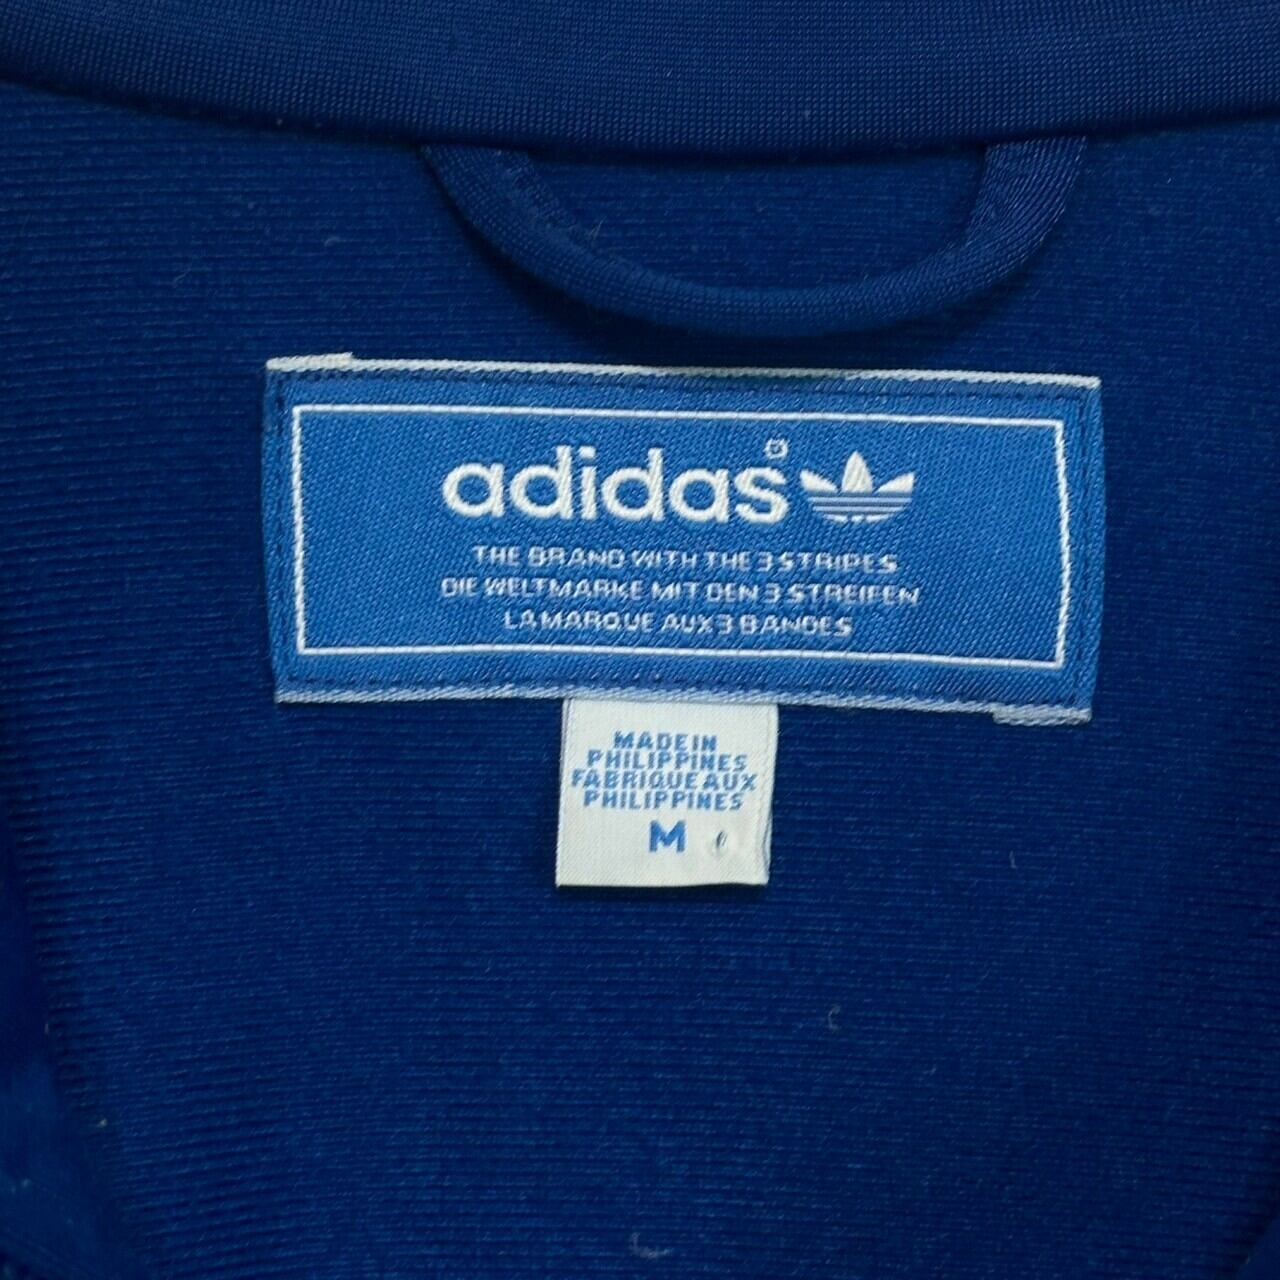 adidas
THE BRAND WITH THE 3 STRIPES
DIE WELTMARKE MIT DEN 3 STREIFEN
LA MARQUE AUX 3 BANDES
MADE IN
PHILIPPINES
FABRIQUE AUX
PHILIPPINES
M